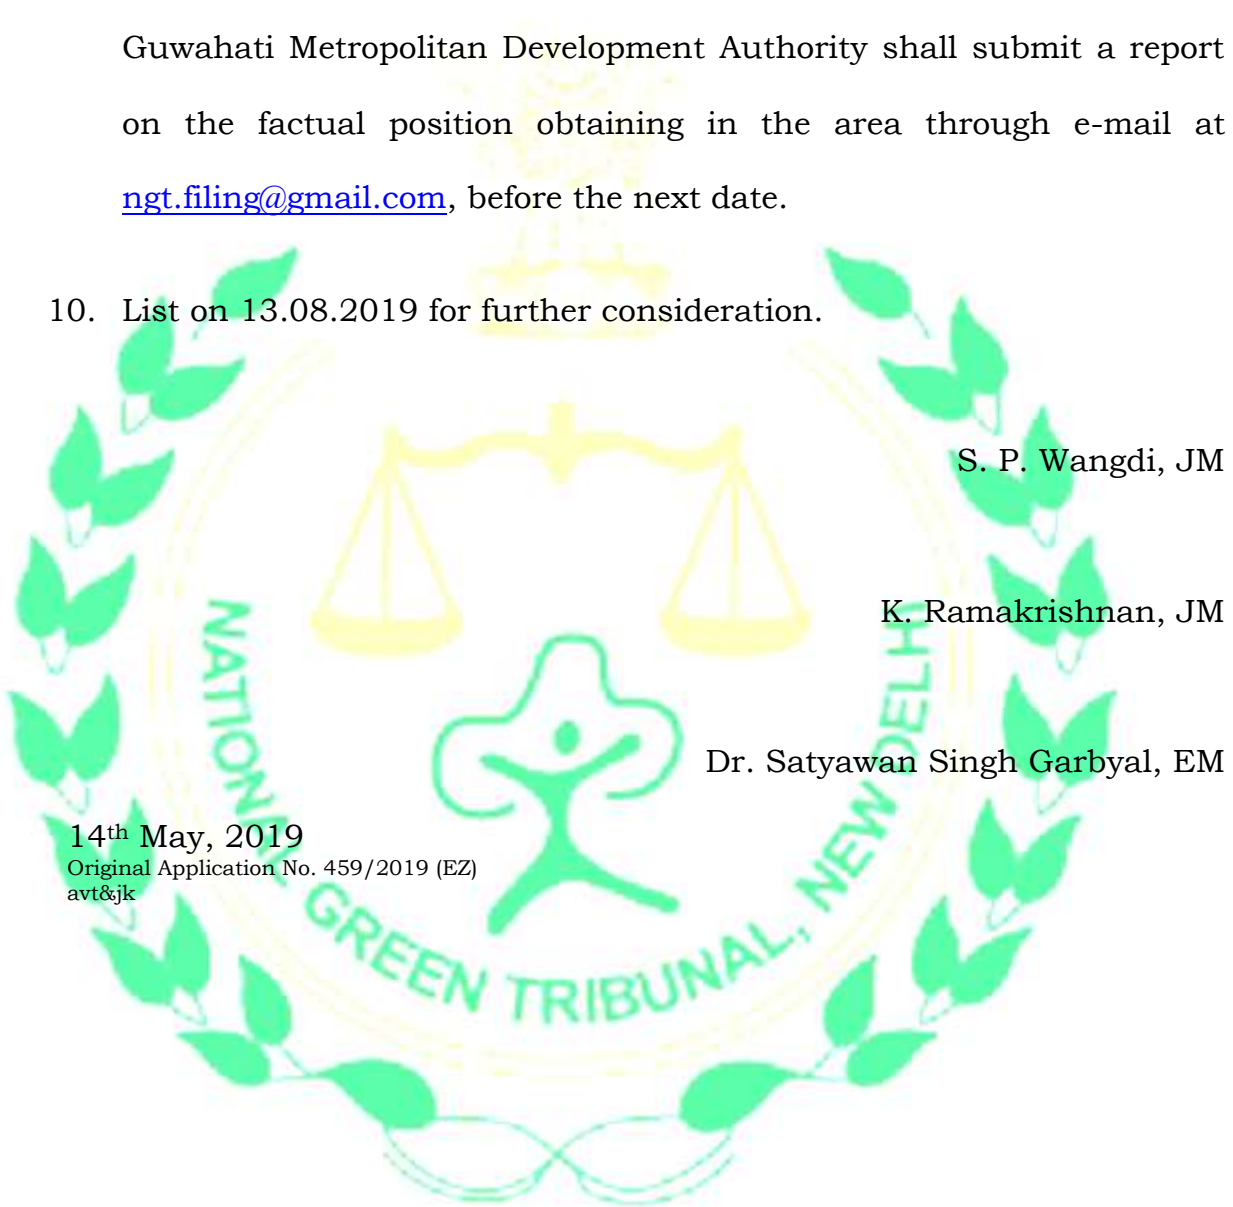 Guwahati Metropolitan Development Authority shall submit a report
on the factual position obtaining in the area through e-mail at
ngt.filing@gmail.com, before the next date.
10. List on 13.08.2019 for further consideration.
S. P. Wangdi, JM
K. Ramakrishnan, JM
Dr. Satyawan Singh Garbyal, EM
14th May, 2019
Original Application No. 459/2019 (EZ)
avt&jk
NATIONAL GREEN TRIBUNAL, NEW DELHI